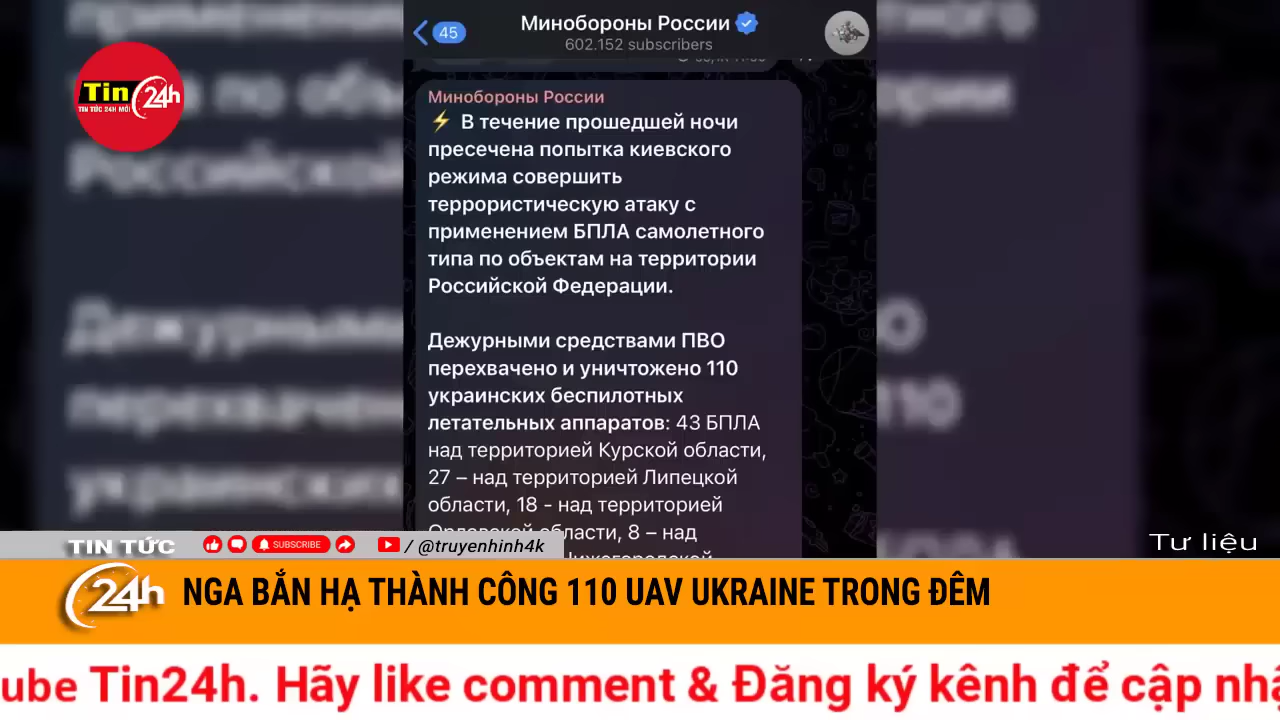 45
Минобороны России
602.152 subscribers
Tin 24h
TIN TỨC 24H MỚI
Минобороны России
⚡ В течение прошедшей ночи
пресечена попытка киевского
режима совершить
террористическую атаку с
применением БПЛА самолетного
типа по объектам на территории
Российской Федерации.
Дежурными средствами ПВО
перехвачено и уничтожено 110
украинских беспилотных
летательных аппаратов: 43 БПЛА
над территорией Курской области,
27 – над территорией Липецкой
области, 18 - над территорией
Орловской области, 8 – над
Нижегородской
TIN TỨC
24h
SUBSCRIBE
/ @truyenhinh4k
Tư liệu
NGA BẮN HẠ THÀNH CÔNG 110 UAV UKRAINE TRONG ĐÊM
ube Tin24h. Hãy like comment & Đăng ký kênh để cập nhậ